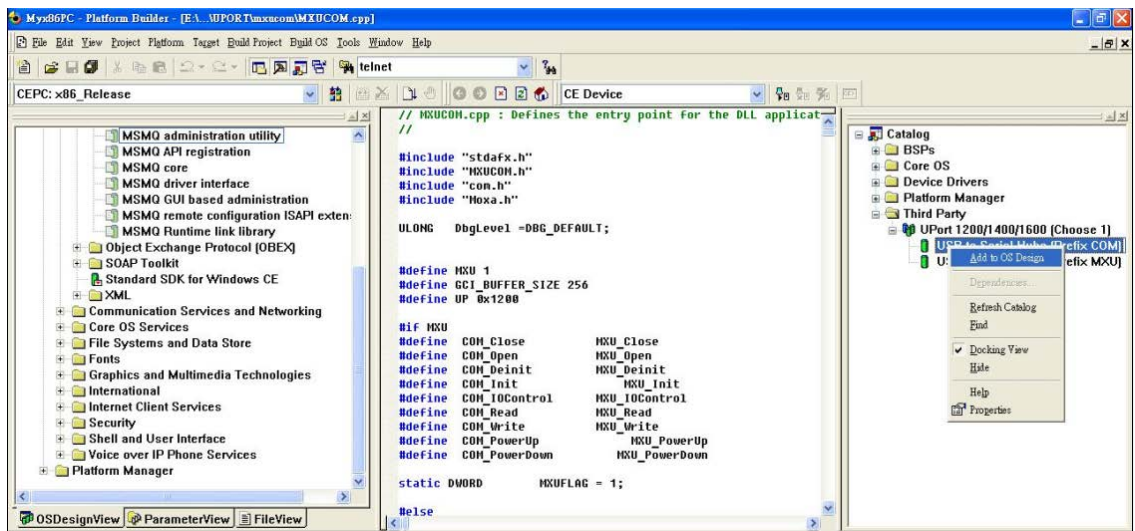 Myx86PC - Platform Builder - [E:\...\UPORT\mxucom\MXUCOM.cpp]
File Edit View Project Platform Target Build Project Build OS Tools Window Help
telnet
CEPC: x86_Release
CE Device
MSMQ administration utility
MSMQ API registration
MSMQ core
MSMQ driver interface
MSMQ GUI based administration
MSMQ remote configuration ISAPI exten:
MSMQ Runtime link library
Object Exchange Protocol (OBEX)
SOAP Toolkit
Standard SDK for Windows CE
XML
Communication Services and Networking
Core OS Services
File Systems and Data Store
Fonts
Graphics and Multimedia Technologies
International
Internet Client Services
Security
Shell and User Interface
Voice over IP Phone Services
Platform Manager
OSDesignView ParameterView FileView
// MXUCOM.cpp : Defines the entry point for the DLL applicat
//
#include "stdafx.h"
#include "MXUCOM.h"
#include "com.h"
#include "Moxa.h"
ULONG DbgLevel =DBG_DEFAULT;
#define MXU 1
#define GCI_BUFFER_SIZE 256
#define UP 0x1200
#if MXU
#define COM_Close MXU_Close
#define COM_Open MXU_Open
#define COM_Deinit MXU_Deinit
#define COM_Init MXU_Init
#define COM_IOControl MXU_IOControl
#define COM_Read MXU_Read
#define COM_Write MXU_Write
#define COM_PowerUp MXU_PowerUp
#define COM_PowerDown MXU_PowerDown
static DWORD MXUFLAG = 1;
#else
Catalog
BSPs
Core OS
Device Drivers
Platform Manager
Third Party
UPort 1200/1400/1600 (Choose 1)
USB to Serial Hubs (Prefix COM)
U: refix MXU)
Add to OS Design
Dependences...
Refresh Catalog
Find
Docking View
Hide
Help
Properties